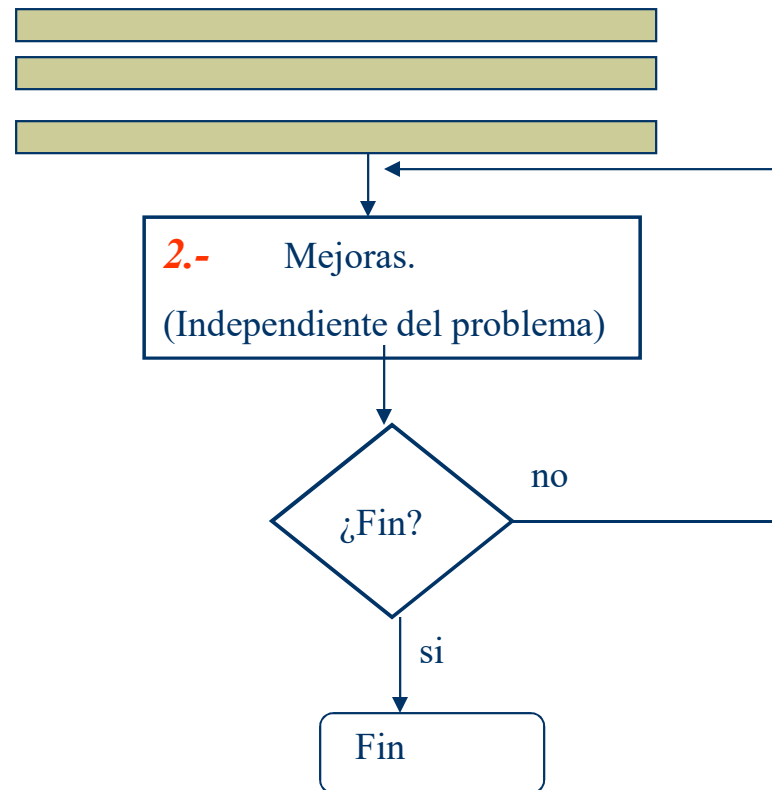 2.- Mejoras.
(Independiente del problema)
¿Fin?
no
si
Fin